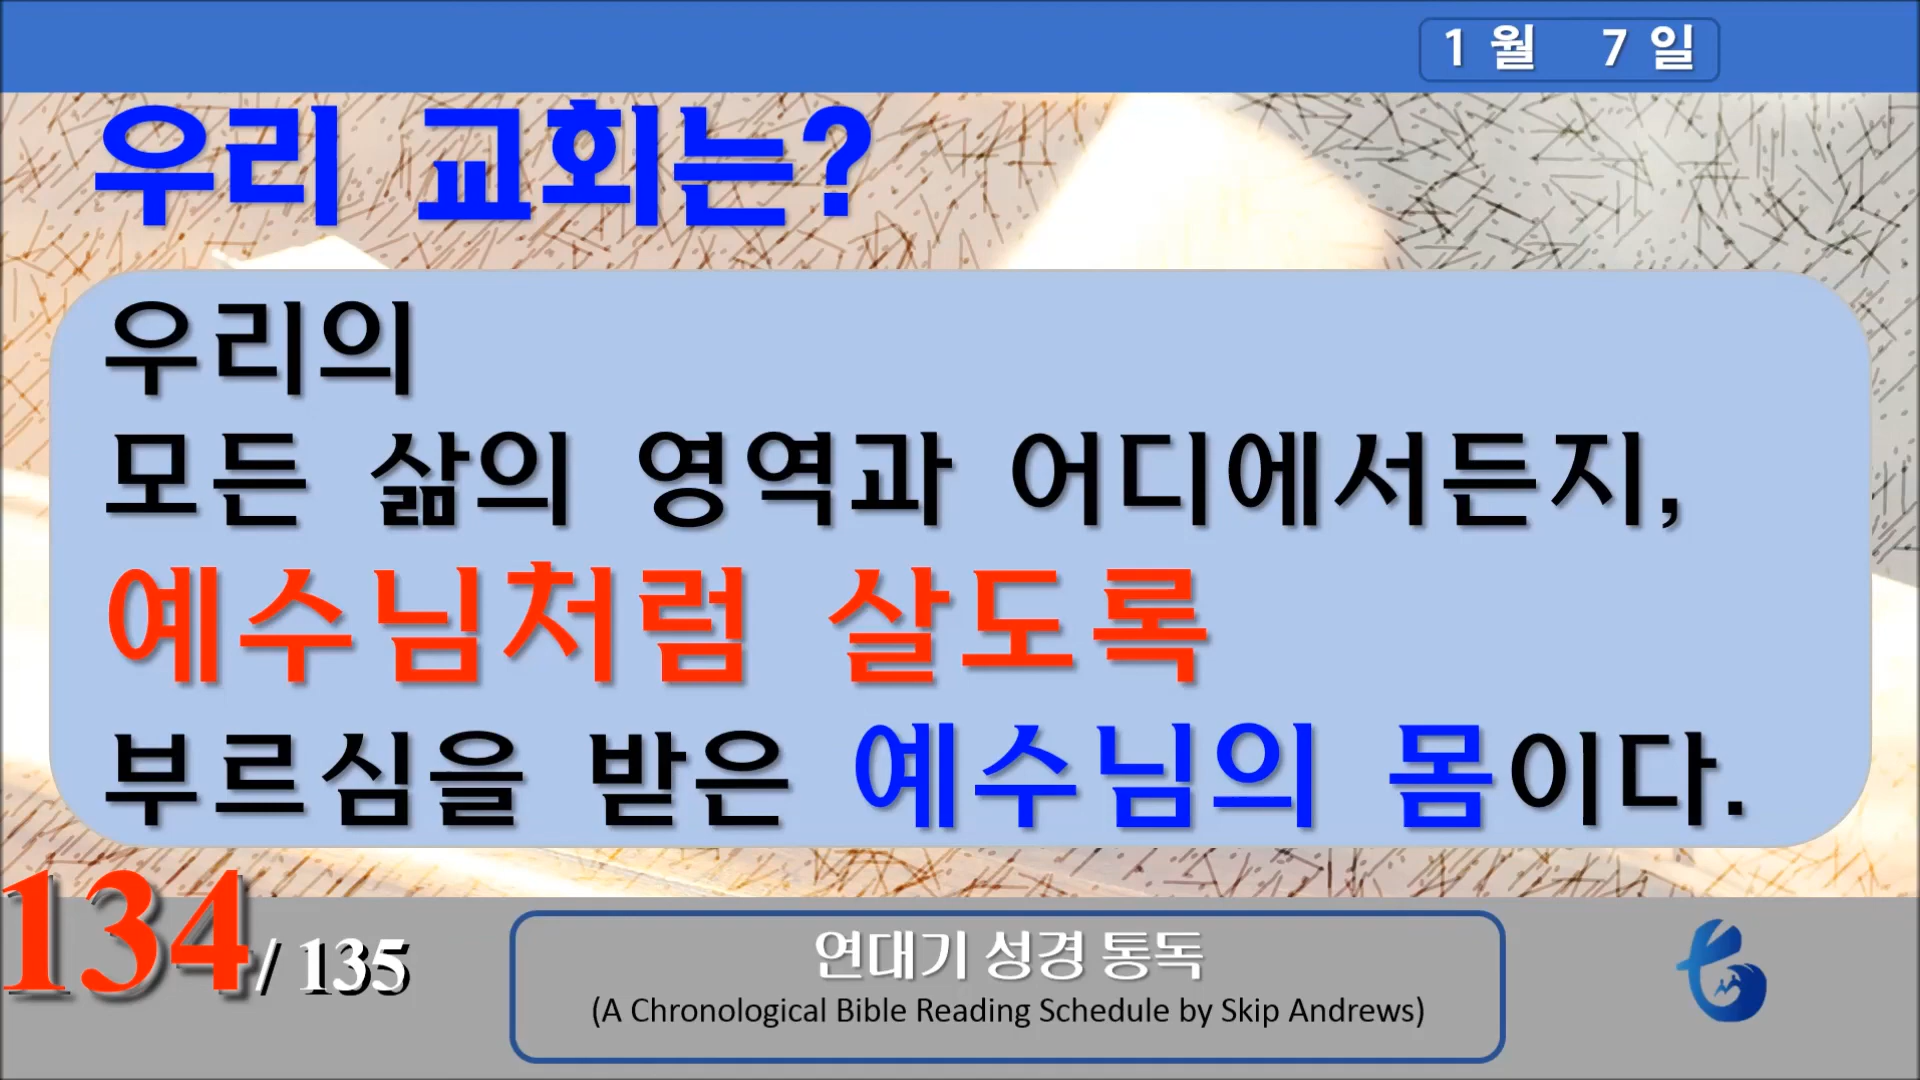 1월 7일
우리 교회는?
우리의
모든 삶의 영역과 어디에서든지,
예수님처럼 살도록
부르심을 받은 예수님의 몸이다.
134 / 135
연대기 성경 통독
(A Chronological Bible Reading Schedule by Skip Andrews)